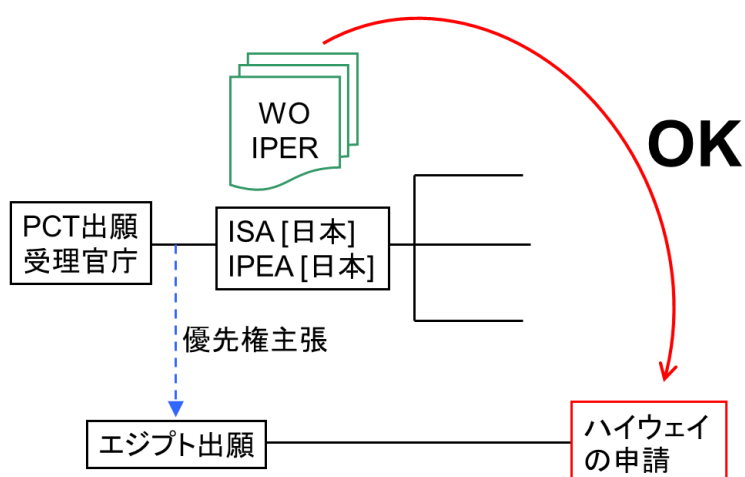 WO
IPER
OK
PCT出願
受理官庁
ISA [日本]
IPEA [日本]
優先権主張
エジプト出願
ハイウェイ
の申請